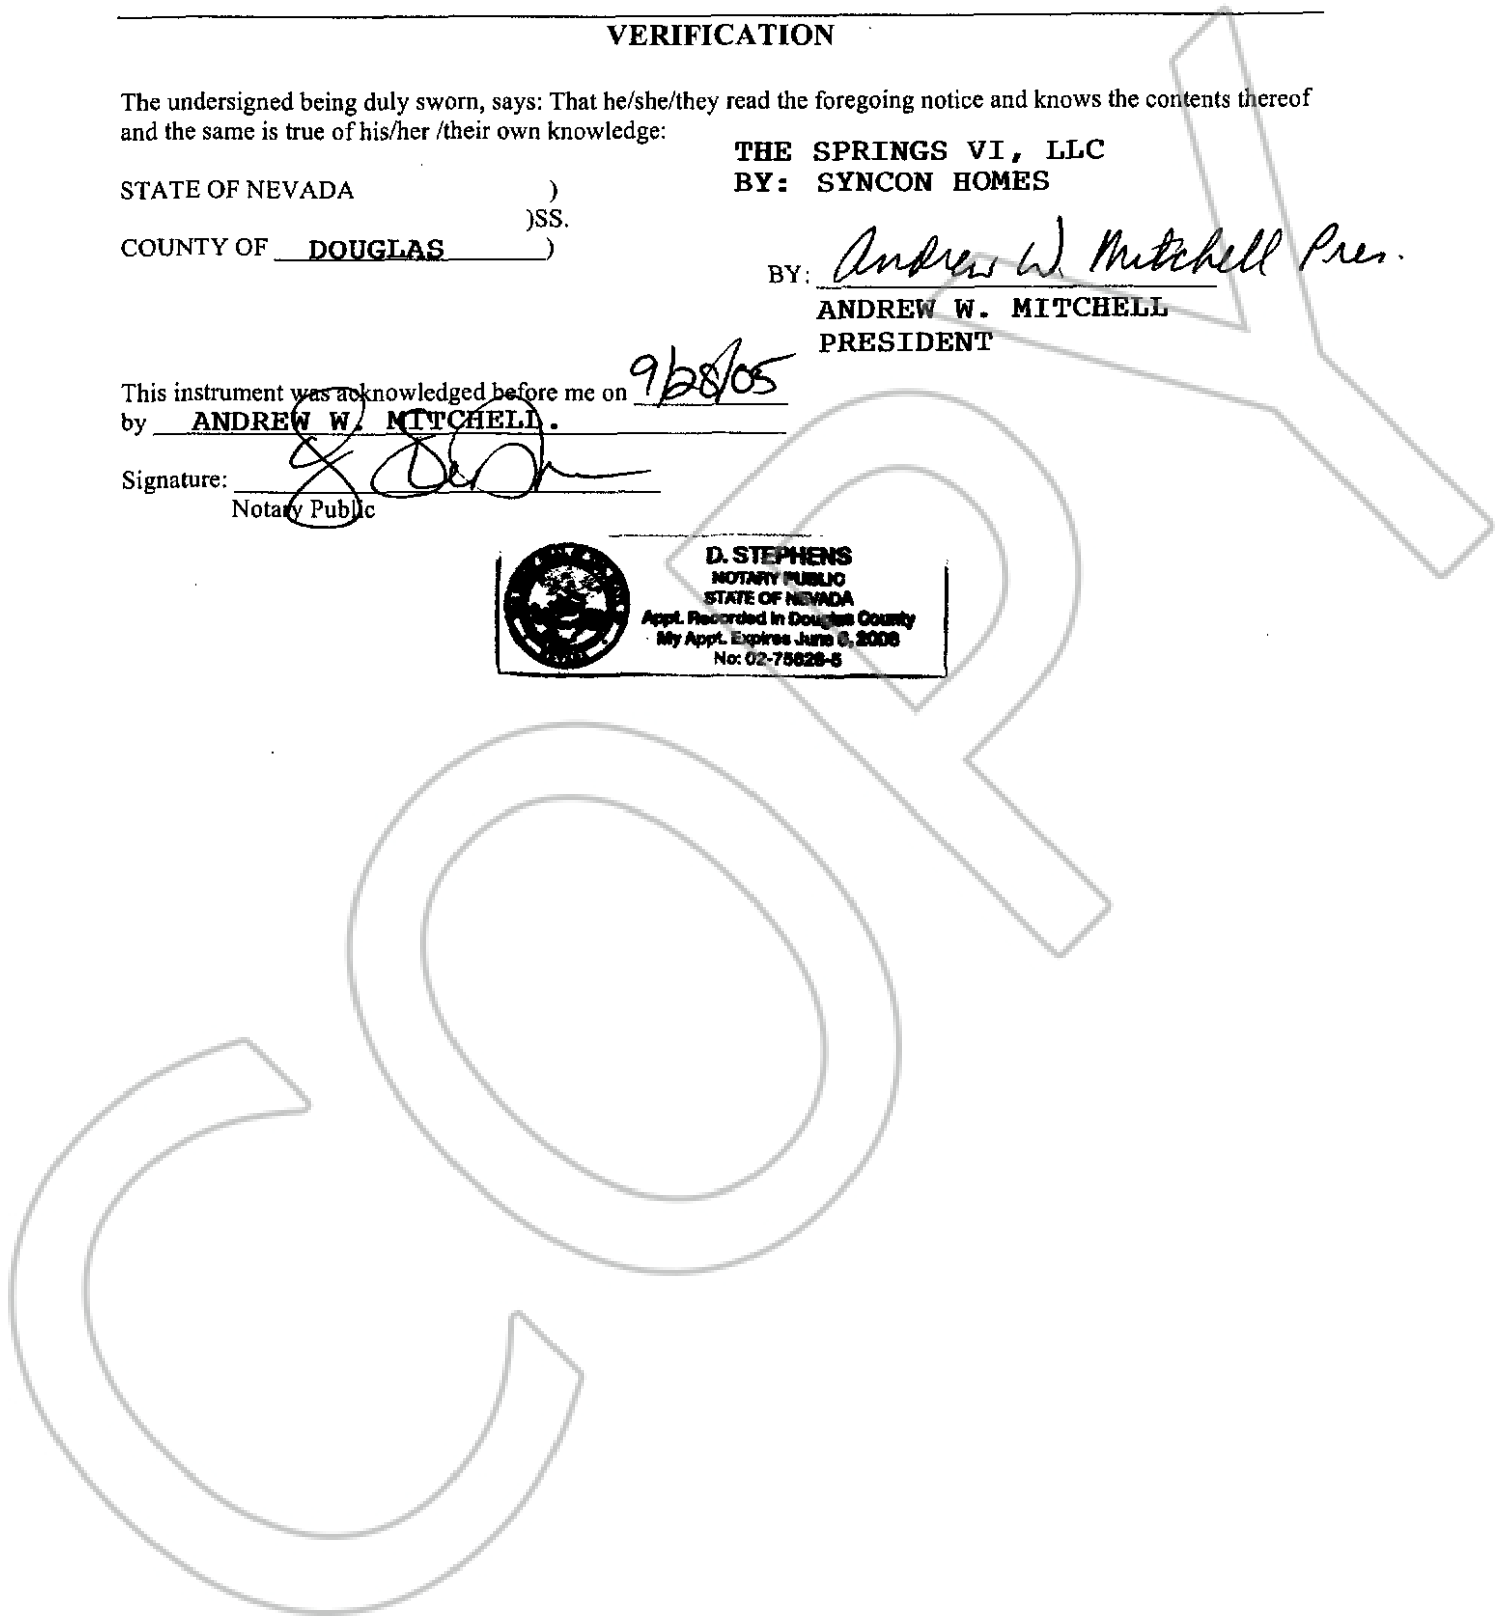 VERIFICATION
The undersigned being duly sworn, says: That he/she/they read the foregoing notice and knows the contents thereof
and the same is true of his/her /their own knowledge:
THE SPRINGS VI, LLC
BY: SYNCON HOMES
STATE OF NEVADA )
)SS.
COUNTY OF DOUGLAS )
BY: Andrew W. Mitchell Pres.
ANDREW W. MITCHELL
PRESIDENT
This instrument was acknowledged before me on 9/28/05
by ANDREW W. MITCHELL.
Signature:
Notary Public
D. STEPHENS
NOTARY PUBLIC
STATE OF NEVADA
Appt. Recorded in Douglas County
My Appt. Expires June 6, 2006
No: 02-75626-5
COPY